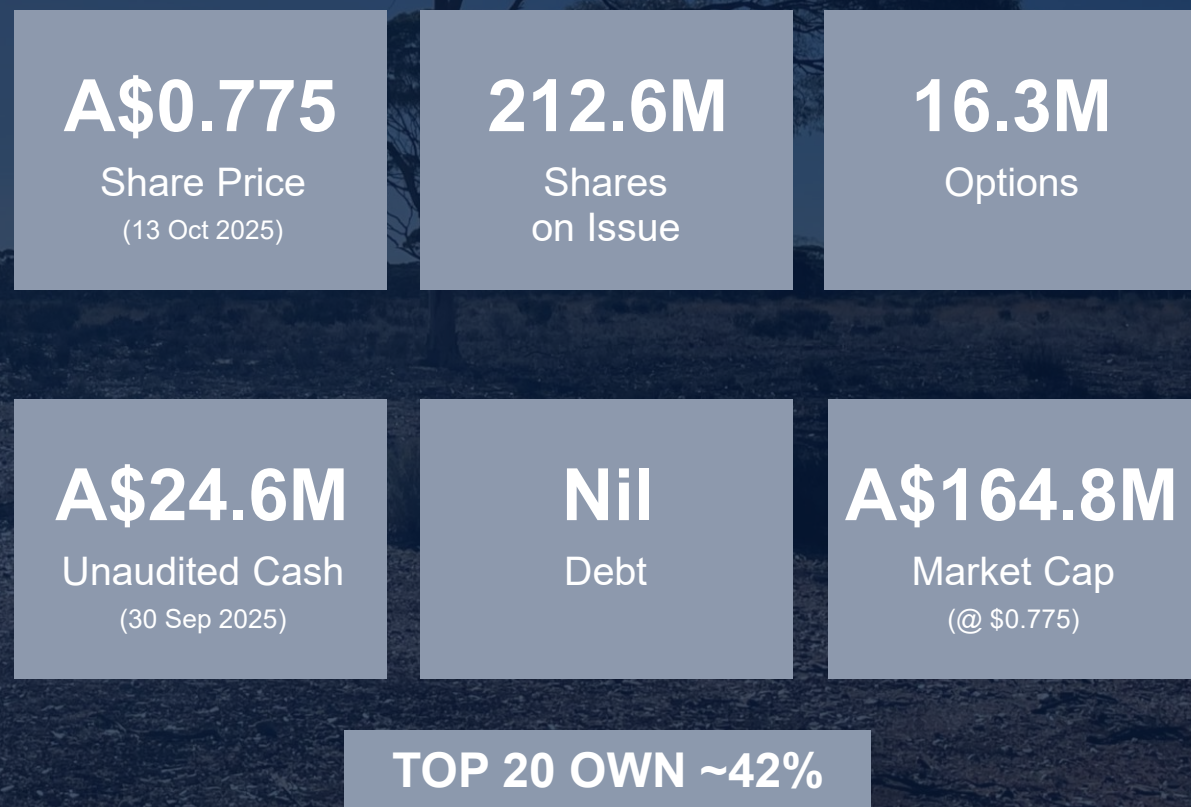 A$0.775
Share Price
(13 Oct 2025)
212.6M
Shares
on Issue
16.3M
Options
A$24.6M
Unaudited Cash
(30 Sep 2025)
Nil
Debt
A$164.8M
Market Cap
(@ $0.775)
TOP 20 OWN ~42%